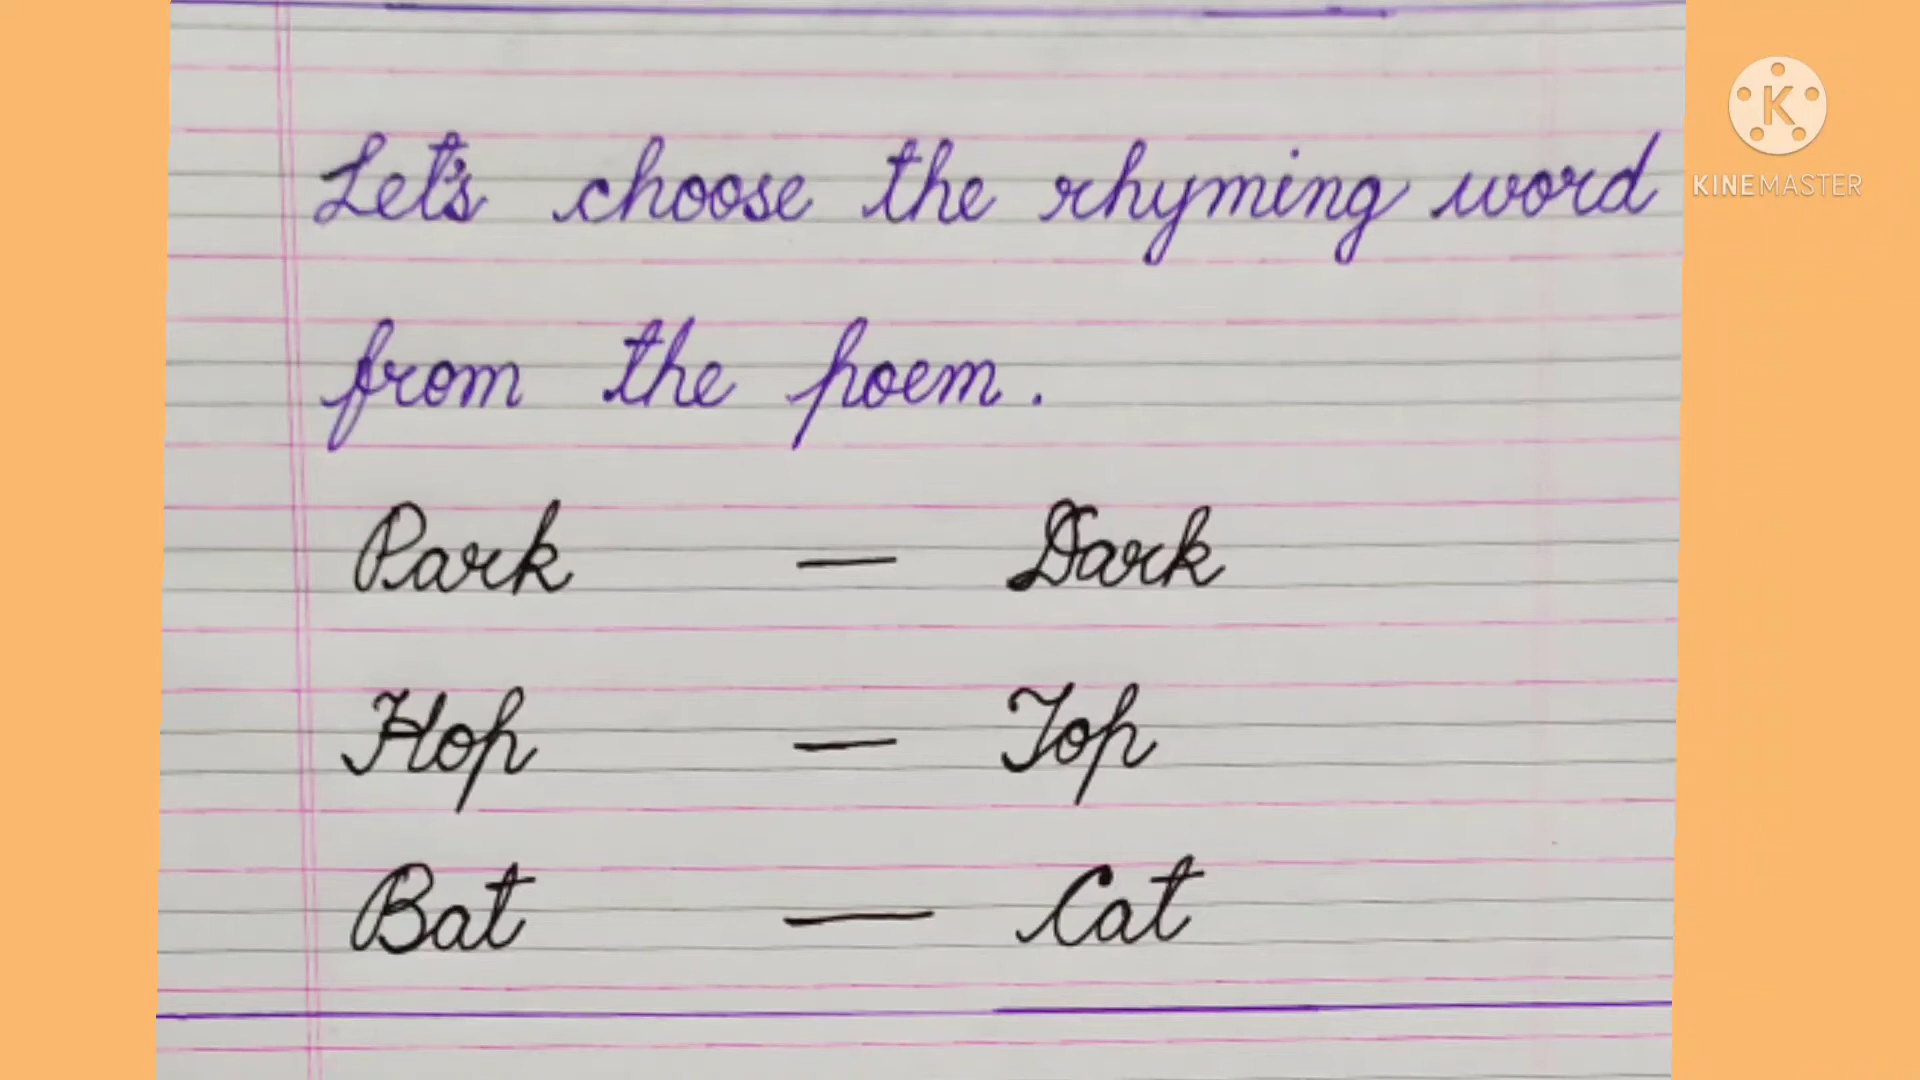 Let's choose the rhyming word
KINEMASTER
from the poem.
Park — Dark
Hop — Top
Bat — Cat